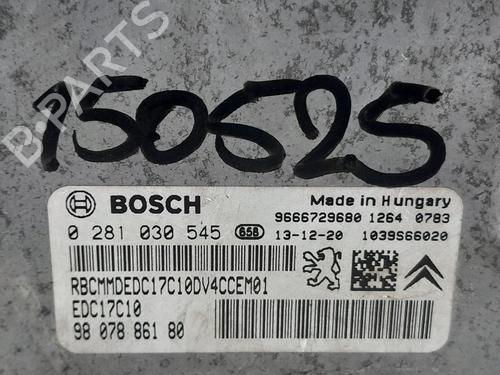 B-PARTS
150525
BOSCH
Made in Hungary
9666729680 1264 0783
0 281 030 545 658 13-12-20 1039S66020
RBCMMDEDC17C10DV4CCEM01
EDC17C10
98 078 861 80